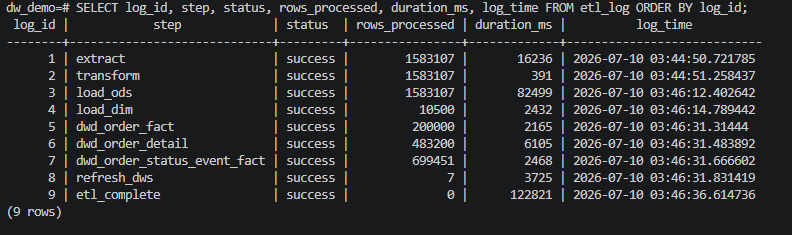 dw_demo=# SELECT log_id, step, status, rows_processed, duration_ms, log_time FROM etl_log ORDER BY log_id;
 log_id |           step              | status  | rows_processed | duration_ms |          log_time
--------+-----------------------------+---------+----------------+-------------+----------------------------
      1 | extract                     | success |        1583107 |       16236 | 2026-07-10 03:44:50.721785
      2 | transform                   | success |        1583107 |         391 | 2026-07-10 03:44:51.258437
      3 | load_ods                    | success |        1583107 |       82499 | 2026-07-10 03:46:12.402642
      4 | load_dim                    | success |          10500 |        2432 | 2026-07-10 03:46:14.789442
      5 | dwd_order_fact              | success |         200000 |        2165 | 2026-07-10 03:46:31.31444
      6 | dwd_order_detail            | success |         483200 |        6105 | 2026-07-10 03:46:31.483892
      7 | dwd_order_status_event_fact | success |         699451 |        2468 | 2026-07-10 03:46:31.666602
      8 | refresh_dws                 | success |              7 |        3725 | 2026-07-10 03:46:31.831419
      9 | etl_complete                | success |              0 |      122821 | 2026-07-10 03:46:36.614736
(9 rows)